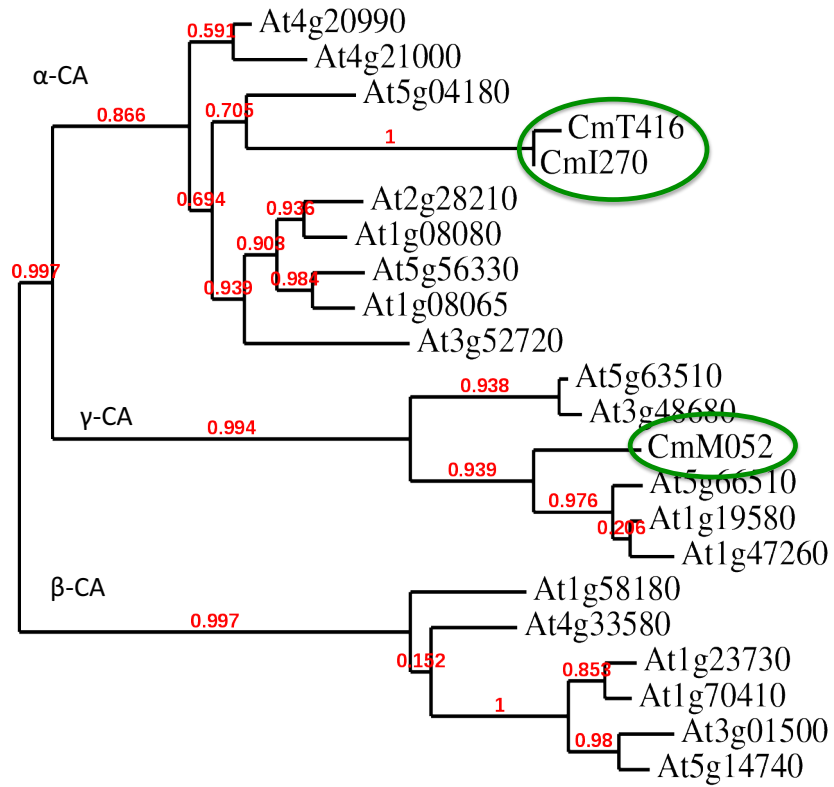 0.591
At4g20990
At4g21000
α-CA
At5g04180
0.866
0.705
1
CmT416
CmI270
0.694
At2g28210
0.936
At1g08080
0.903
At5g56330
0.997
0.984
0.939
At1g08065
At3g52720
At5g63510
0.938
At3g48680
γ-CA
0.994
CmM052
0.939
At5g66510
0.976
At1g19580
0.206
At1g47260
β-CA
At1g58180
0.997
At4g33580
0.152
At1g23730
0.853
At1g70410
1
At3g01500
0.98
At5g14740